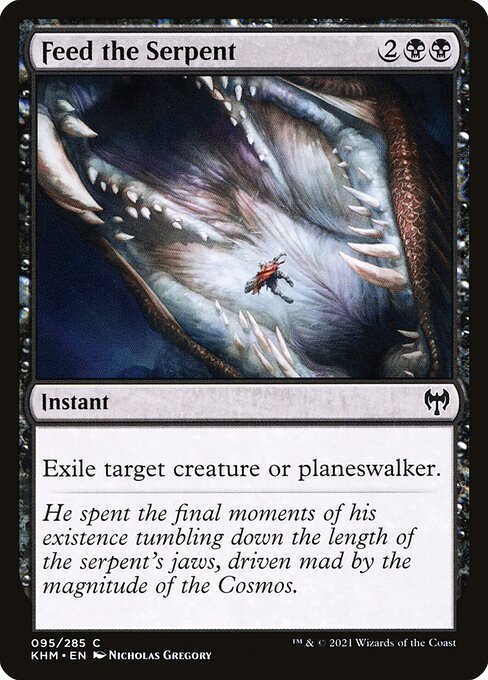 Feed the Serpent 2
Instant
Exile target creature or planeswalker.
He spent the final moments of his
existence tumbling down the length of
the serpent's jaws, driven mad by the
magnitude of the Cosmos.
095/285 C
KHM • EN Nicholas Gregory
™ & © 2021 Wizards of the Coast